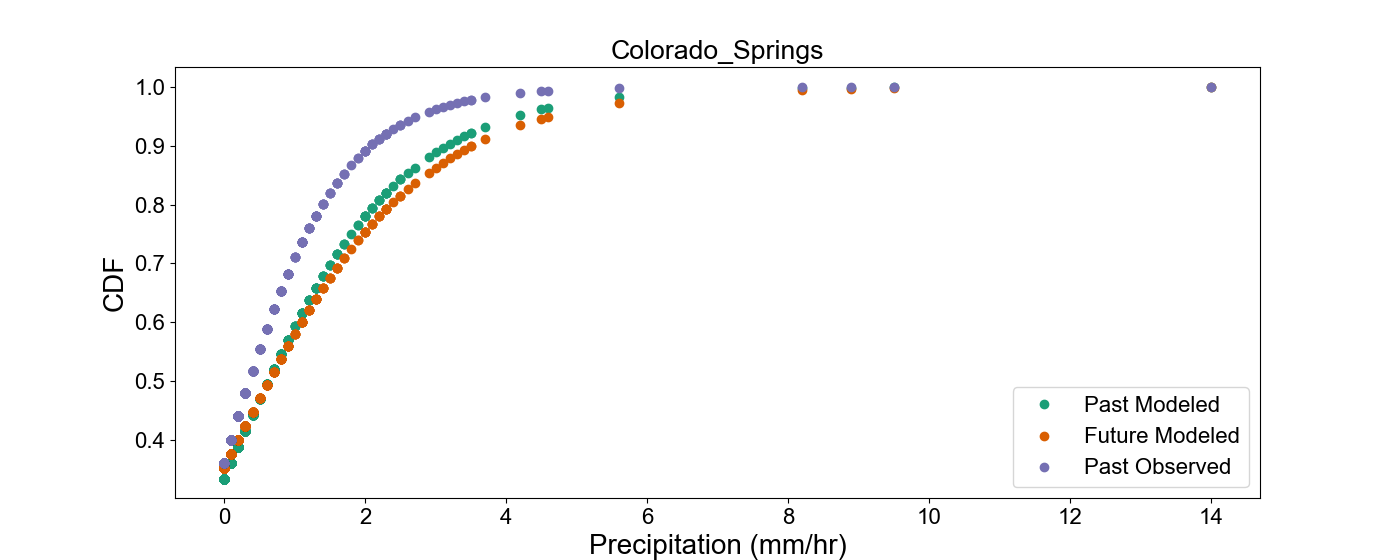 Colorado_Springs
1.0
0.9
0.8
0.7
0.6
0.5
0.4
CDF
Past Modeled
Future Modeled
Past Observed
0 2 4 6 8 10 12 14
Precipitation (mm/hr)